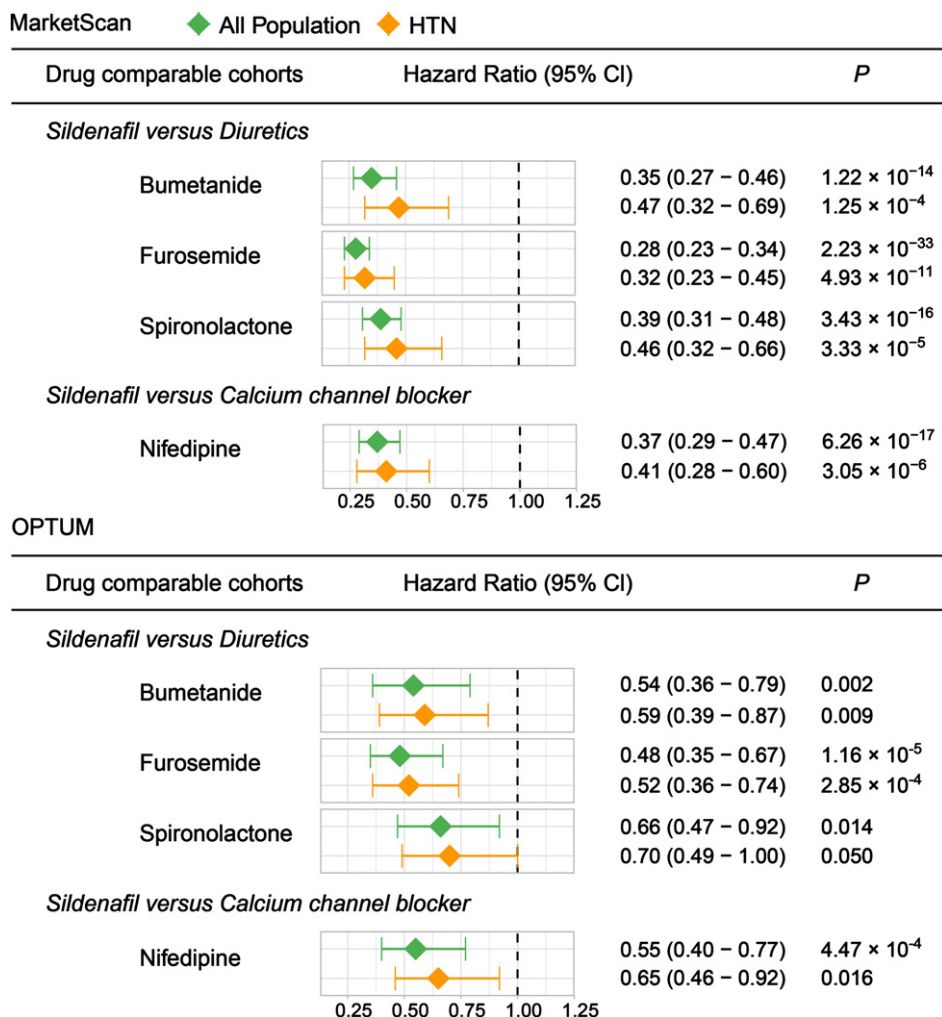 MarketScan All Population HTN
Drug comparable cohorts Hazard Ratio (95% CI) P
Sildenafil versus Diuretics
Bumetanide 0.35 (0.27 − 0.46) 1.22 × 10⁻¹⁴
0.47 (0.32 − 0.69) 1.25 × 10⁻⁴
Furosemide 0.28 (0.23 − 0.34) 2.23 × 10⁻³³
0.32 (0.23 − 0.45) 4.93 × 10⁻¹¹
Spironolactone 0.39 (0.31 − 0.48) 3.43 × 10⁻¹⁶
0.46 (0.32 − 0.66) 3.33 × 10⁻⁵
Sildenafil versus Calcium channel blocker
Nifedipine 0.37 (0.29 − 0.47) 6.26 × 10⁻¹⁷
0.41 (0.28 − 0.60) 3.05 × 10⁻⁶
0.25 0.50 0.75 1.00 1.25
OPTUM
Drug comparable cohorts Hazard Ratio (95% CI) P
Sildenafil versus Diuretics
Bumetanide 0.54 (0.36 − 0.79) 0.002
0.59 (0.39 − 0.87) 0.009
Furosemide 0.48 (0.35 − 0.67) 1.16 × 10⁻⁵
0.52 (0.36 − 0.74) 2.85 × 10⁻⁴
Spironolactone 0.66 (0.47 − 0.92) 0.014
0.70 (0.49 − 1.00) 0.050
Sildenafil versus Calcium channel blocker
Nifedipine 0.55 (0.40 − 0.77) 4.47 × 10⁻⁴
0.65 (0.46 − 0.92) 0.016
0.25 0.50 0.75 1.00 1.25